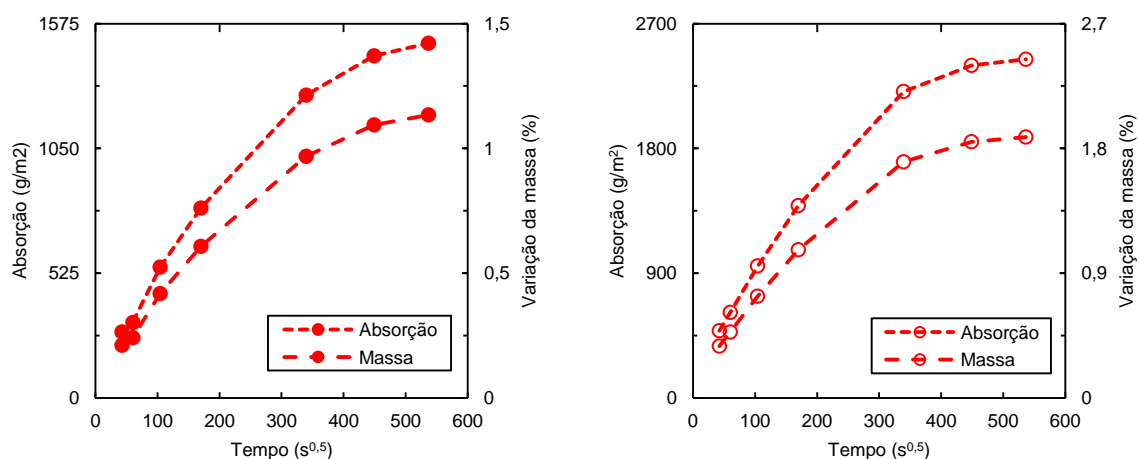 1575
1050
525
0
Absorção (g/m2)
1,5
1
0,5
0
Variação da massa (%)
Absorção
Massa
0 100 200 300 400 500 600
Tempo (s⁰,⁵)
2700
1800
900
0
Absorção (g/m²)
2,7
1,8
0,9
0,0
Variação da massa (%)
Absorção
Massa
0 100 200 300 400 500 600
Tempo (s⁰,⁵)